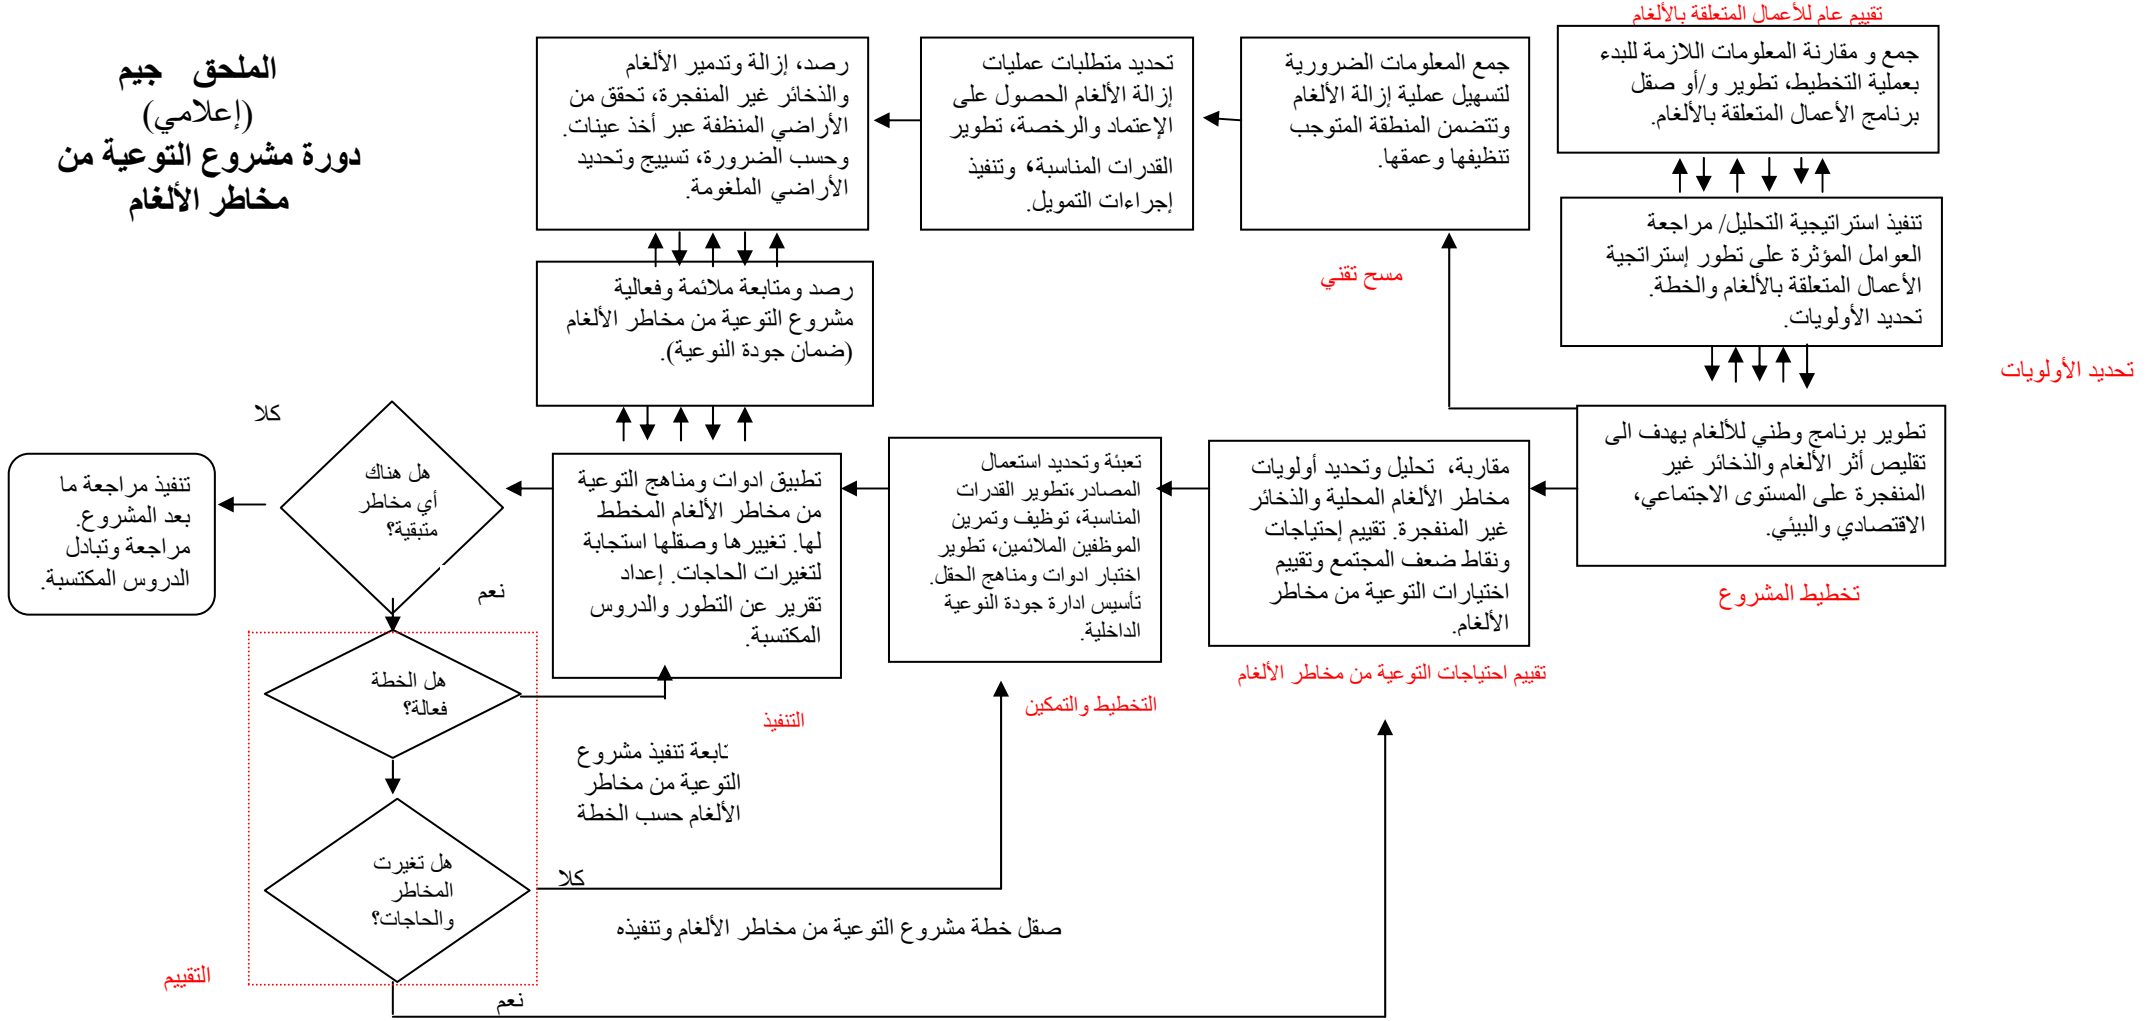 الملحق جيم
(إعلامي)
دورة مشروع التوعية من
مخاطر الألغام
تقييم عام للأعمال المتعلقة بالألغام
جمع و مقارنة المعلومات اللازمة للبدء
بعملية التخطيط، تطوير و/أو صقل
برنامج الأعمال المتعلقة بالألغام.
تنفيذ استراتيجية التحليل/ مراجعة
العوامل المؤثرة على تطور إستراتجية
الأعمال المتعلقة بالألغام والخطة.
تحديد الأولويات.
تحديد الأولويات
تطوير برنامج وطني للألغام يهدف الى
تقليص أثر الألغام والذخائر غير
المنفجرة على المستوى الاجتماعي،
الاقتصادي والبيئي.
تخطيط المشروع
جمع المعلومات الضرورية
لتسهيل عملية إزالة الألغام
وتتضمن المنطقة المتوجب
تنظيفها وعمقها.
مسح تقني
تحديد متطلبات عمليات
إزالة الألغام الحصول على
الإعتماد والرخصة، تطوير
القدرات المناسبة، وتنفيذ
إجراءات التمويل.
رصد، إزالة وتدمير الألغام
والذخائر غير المنفجرة، تحقق من
الأراضي المنظفة عبر أخذ عينات.
وحسب الضرورة، تسييج وتحديد
الأراضي الملغومة.
رصد ومتابعة ملائمة وفعالية
مشروع التوعية من مخاطر الألغام
(ضمان جودة النوعية).
مقاربة، تحليل وتحديد أولويات
مخاطر الألغام المحلية والذخائر
غير المنفجرة. تقييم إحتياجات
ونقاط ضعف المجتمع وتقييم
اختيارات التوعية من مخاطر
الألغام.
تقييم احتياجات التوعية من مخاطر الألغام
تعبئة وتحديد استعمال
المصادر،تطوير القدرات
المناسبة، توظيف وتمرين
الموظفين الملائمين، تطوير
اختبار ادوات ومناهج الحقل.
تأسيس ادارة جودة النوعية
الداخلية.
التخطيط والتمكين
تطبيق ادوات ومناهج التوعية
من مخاطر الألغام المخطط
لها. تغييرها وصقلها استجابة
لتغيرات الحاجات. إعداد
تقرير عن التطور والدروس
المكتسبة.
التنفيذ
هل هناك
أي مخاطر
متبقية؟
كلا
نعم
تنفيذ مراجعة ما
بعد المشروع.
مراجعة وتبادل
الدروس المكتسبة.
هل الخطة
فعالة؟
تابعة تنفيذ مشروع
التوعية من مخاطر
الألغام حسب الخطة
هل تغيرت
المخاطر
والحاجات؟
كلا
صقل خطة مشروع التوعية من مخاطر الألغام وتنفيذه
التقييم
نعم